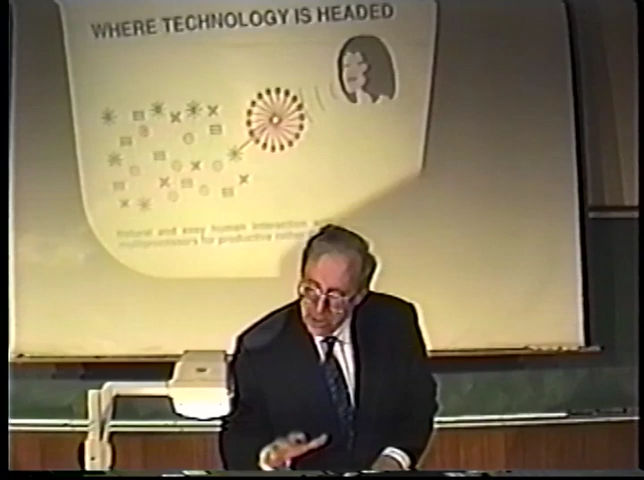 WHERE TECHNOLOGY IS HEADED
Natural and easy human interaction
multiprocessors for productive rather